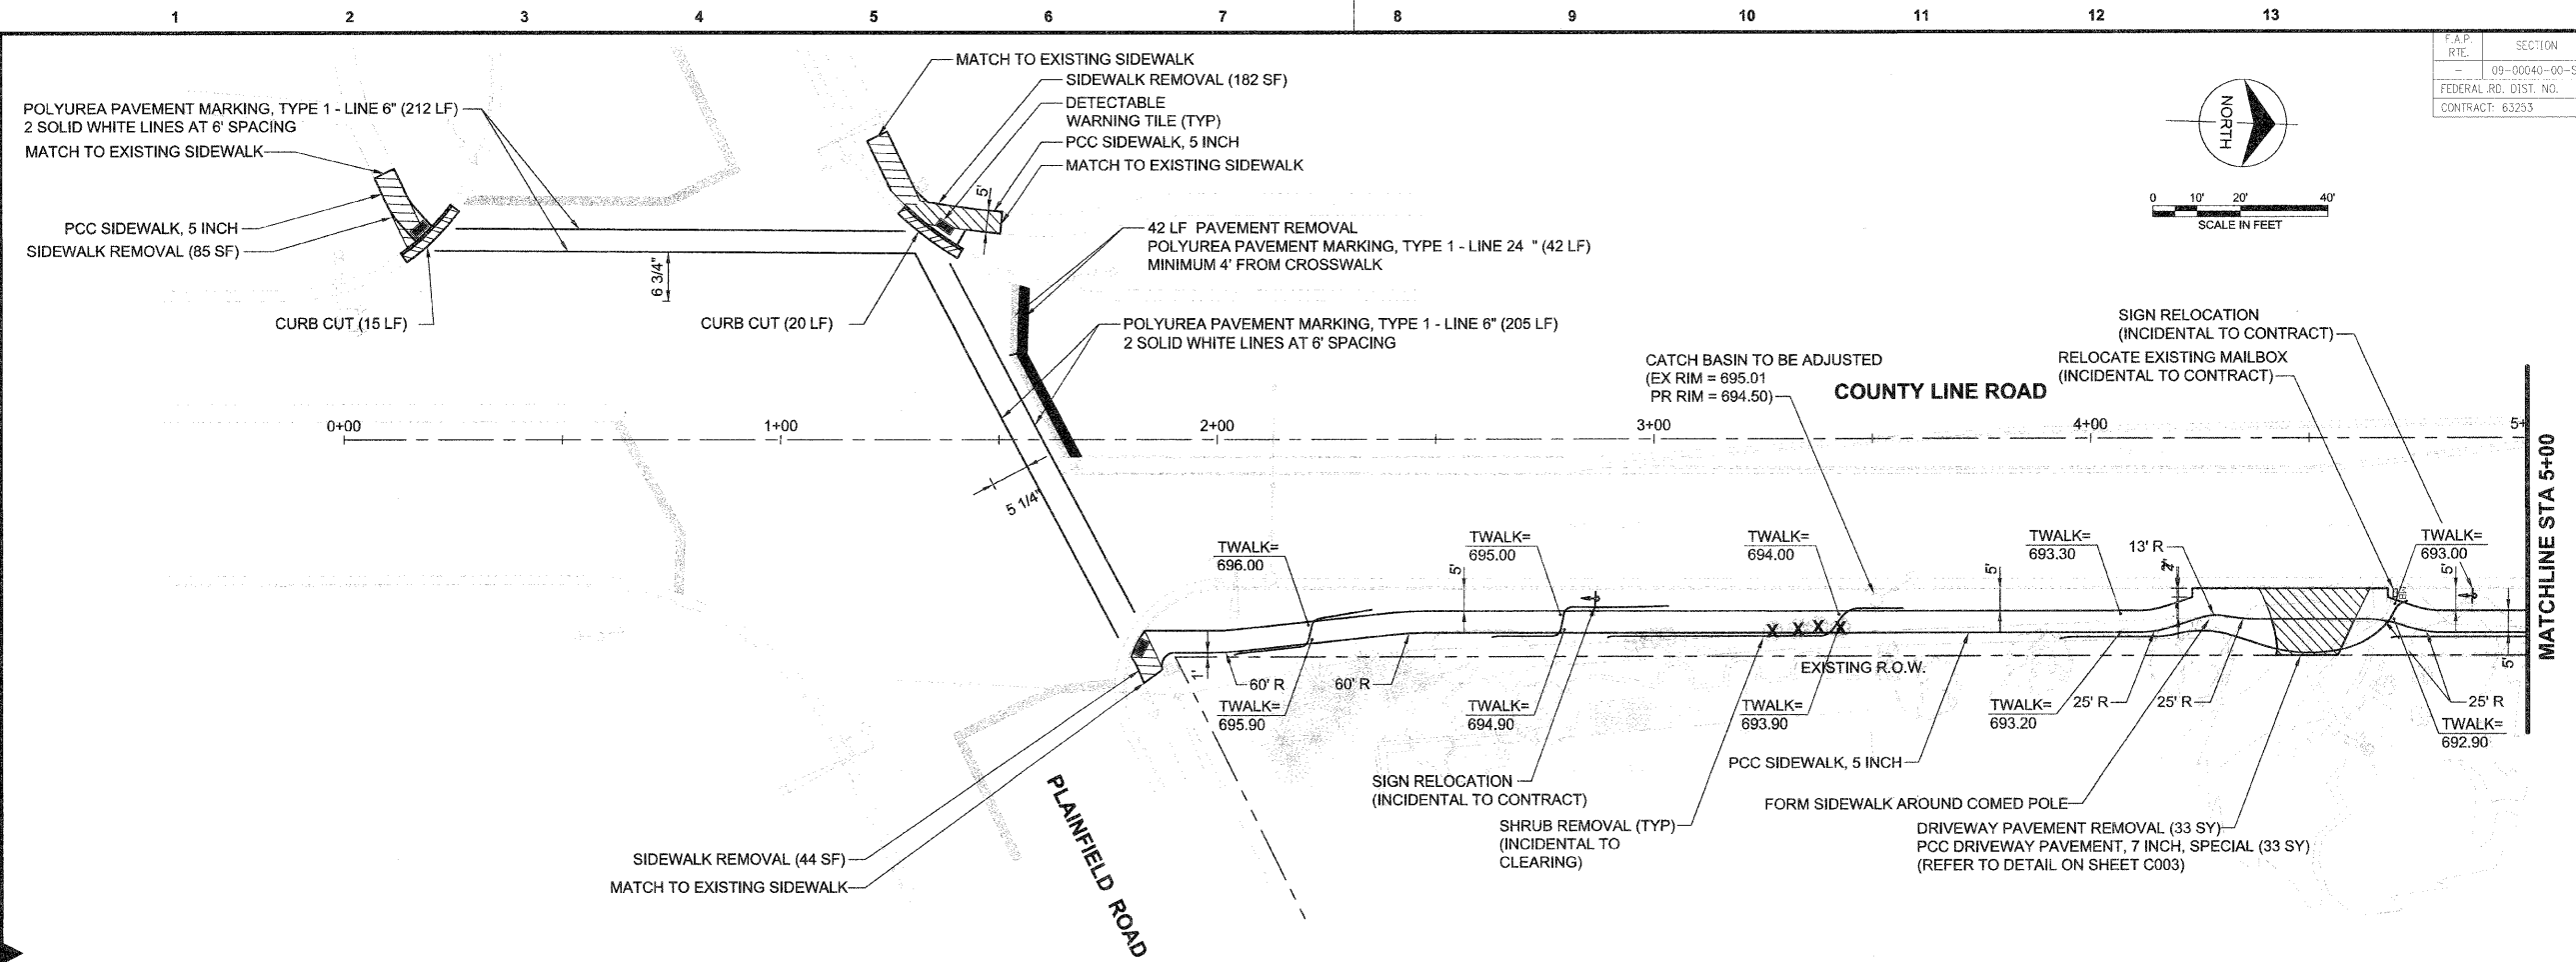 1 2 3 4 5 6 7 8 9 10 11 12 13
F.A.P. RTE.
SECTION
-
09-00040-00-S
FEDERAL RD. DIST. NO.
CONTRACT: 63253
NORTH
0 10' 20' 40'
SCALE IN FEET
POLYUREA PAVEMENT MARKING, TYPE 1 - LINE 6" (212 LF)
2 SOLID WHITE LINES AT 6' SPACING
MATCH TO EXISTING SIDEWALK
PCC SIDEWALK, 5 INCH
SIDEWALK REMOVAL (85 SF)
CURB CUT (15 LF)
6 3/4"
CURB CUT (20 LF)
MATCH TO EXISTING SIDEWALK
SIDEWALK REMOVAL (182 SF)
DETECTABLE
WARNING TILE (TYP)
PCC SIDEWALK, 5 INCH
MATCH TO EXISTING SIDEWALK
5'
42 LF PAVEMENT REMOVAL
POLYUREA PAVEMENT MARKING, TYPE 1 - LINE 24 " (42 LF)
MINIMUM 4' FROM CROSSWALK
POLYUREA PAVEMENT MARKING, TYPE 1 - LINE 6" (205 LF)
2 SOLID WHITE LINES AT 6' SPACING
CATCH BASIN TO BE ADJUSTED
(EX RIM = 695.01
PR RIM = 694.50)
COUNTY LINE ROAD
SIGN RELOCATION
(INCIDENTAL TO CONTRACT)
RELOCATE EXISTING MAILBOX
(INCIDENTAL TO CONTRACT)
0+00 1+00 2+00 3+00 4+00 5+
MATCHLINE STA 5+00
5 1/4"
TWALK=
696.00
TWALK=
695.00
5'
TWALK=
694.00
5'
TWALK=
693.30
13' R
2'
TWALK=
693.00
5'
X X X X
EXISTING R.O.W.
1'
60' R
60' R
TWALK=
695.90
TWALK=
694.90
TWALK=
693.90
TWALK=
693.20
25' R
25' R
25' R
5'
TWALK=
692.90
PCC SIDEWALK, 5 INCH
SIGN RELOCATION
(INCIDENTAL TO CONTRACT)
FORM SIDEWALK AROUND COMED POLE
SHRUB REMOVAL (TYP)
(INCIDENTAL TO
CLEARING)
DRIVEWAY PAVEMENT REMOVAL (33 SY)
PCC DRIVEWAY PAVEMENT, 7 INCH, SPECIAL (33 SY)
(REFER TO DETAIL ON SHEET C003)
PLAINFIELD ROAD
SIDEWALK REMOVAL (44 SF)
MATCH TO EXISTING SIDEWALK